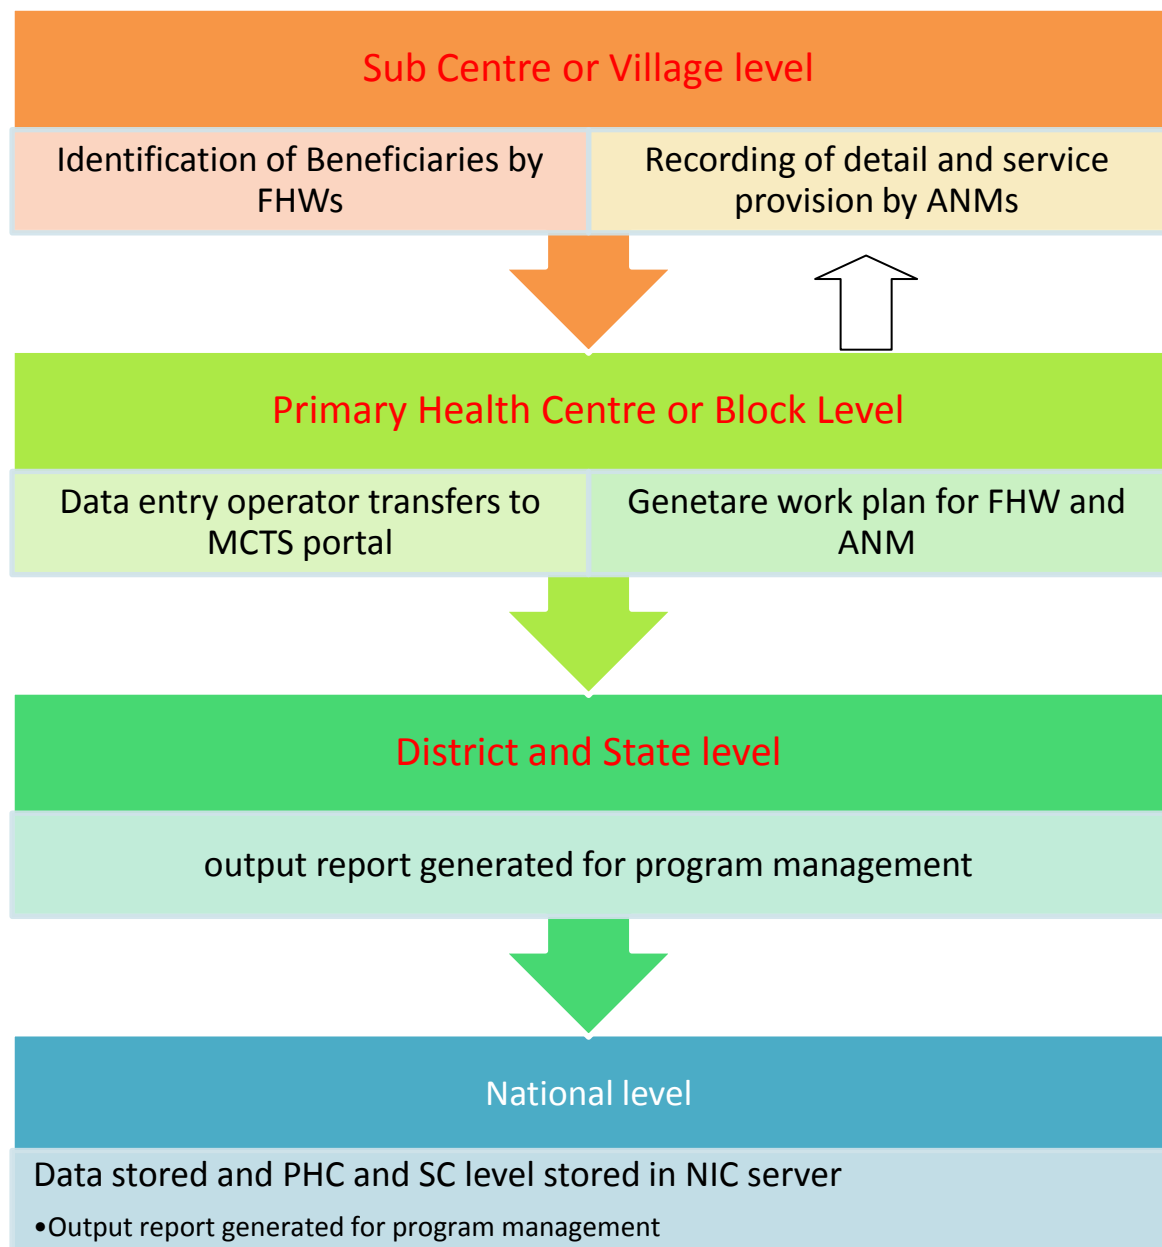 Sub Centre or Village level
Identification of Beneficiaries by
FHWs
Recording of detail and service
provision by ANMs
Primary Health Centre or Block Level
Data entry operator transfers to
MCTS portal
Genetare work plan for FHW and
ANM
District and State level
output report generated for program management
National level
Data stored and PHC and SC level stored in NIC server
•Output report generated for program management